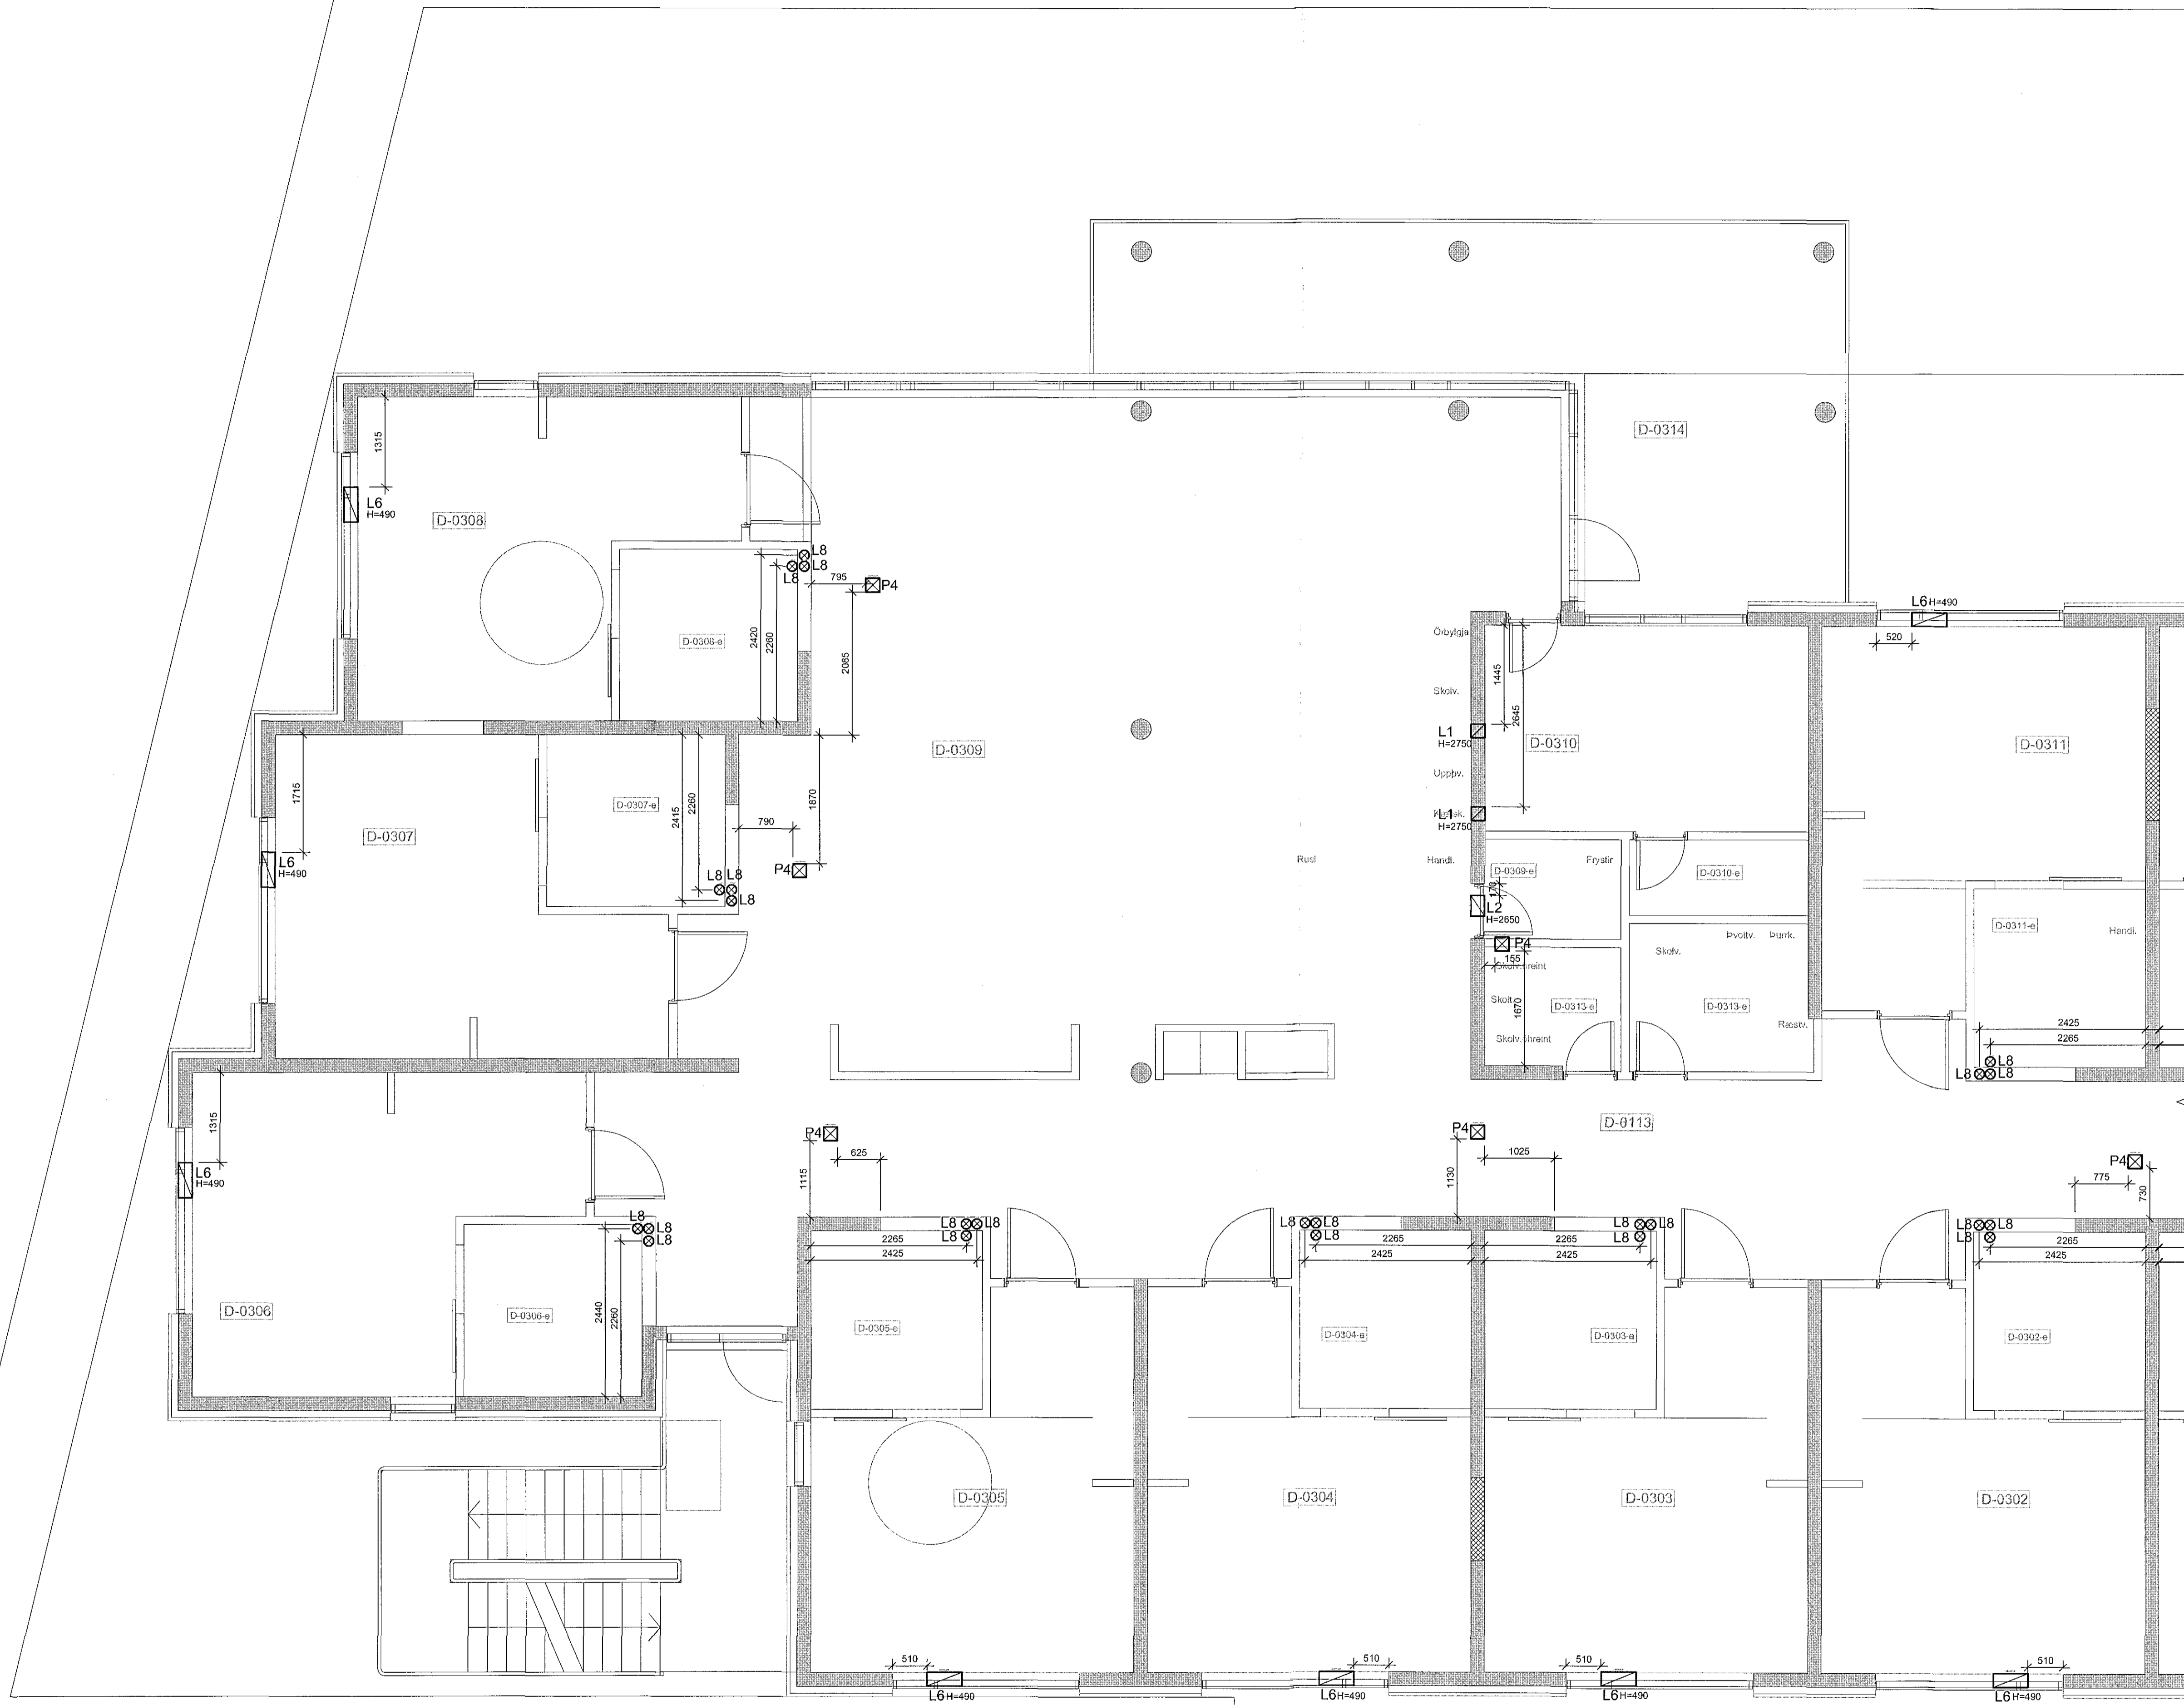 1315
L6
H=490
D-0308
L8
L8
L8
795
P4
2420
2260
2085
D-0308-e
D-0314
L6 H=490
520
Örbylgja
1445
Skolv.
2645
L1
H=2750
D-0310
D-0311
D-0309
Uppþv.
L1
H=2750
1715
D-0307-e
D-0307
2415
2260
1870
790
L6
H=490
P4
L8 L8
L8
Rusl
Handl.
D-0309-e
Frystir
D-0310-e
170
L2
H=2650
P4
155
Skolv.hreint
Skolv.
Þvottv. Þurrk.
D-0311-e
Handl.
Skolt.
1670
D-0313-e
D-0313-e
Ræstv.
Skolv.óhreint
2425
2265
L8
L8 L8
1315
L6
H=490
P4
625
1115
P4
1025
1130
D-0113
P4
775
730
L8
L8
L8
L8 L8
L8
2265
2425
L8 L8
L8
2265
2425
L8 L8
L8
2265
2425
L8 L8
L8
2265
2425
D-0306
D-0306-e
2440
2260
D-0305-e
D-0304-e
D-0303-e
D-0302-e
D-0305
D-0304
D-0303
D-0302
510
L6 H=490
510
L6 H=490
510
L6 H=490
510
L6 H=490